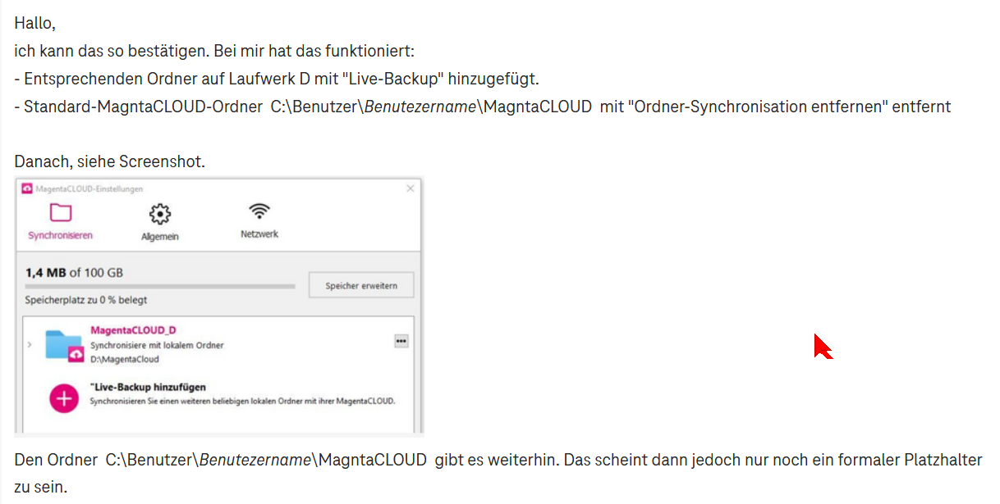 Hallo,
ich kann das so bestätigen. Bei mir hat das funktioniert:
- Entsprechenden Ordner auf Laufwerk D mit "Live-Backup" hinzugefügt.
- Standard-MagntaCLOUD-Ordner C:\Benutzer\Benutezername\MagntaCLOUD mit "Ordner-Synchronisation entfernen" entfernt
Danach, siehe Screenshot.
MagentaCLOUD-Einstellungen
Synchronisieren
Algemein
Netzwerk
1,4 MB of 100 GB
Speicher erweitern
Speicherplatz zu 0 % belegt
MagentaCLOUD_D
Synchronisiere mit lokalem Ordner
D:\MagentaCloud
"Live-Backup hinzufügen
Synchronisieren Sie einen weiteren beliebigen lokalen Ordner mit ihrer MagentaCLOUD.
Den Ordner C:\Benutzer\Benutezername\MagntaCLOUD gibt es weiterhin. Das scheint dann jedoch nur noch ein formaler Platzhalter
zu sein.